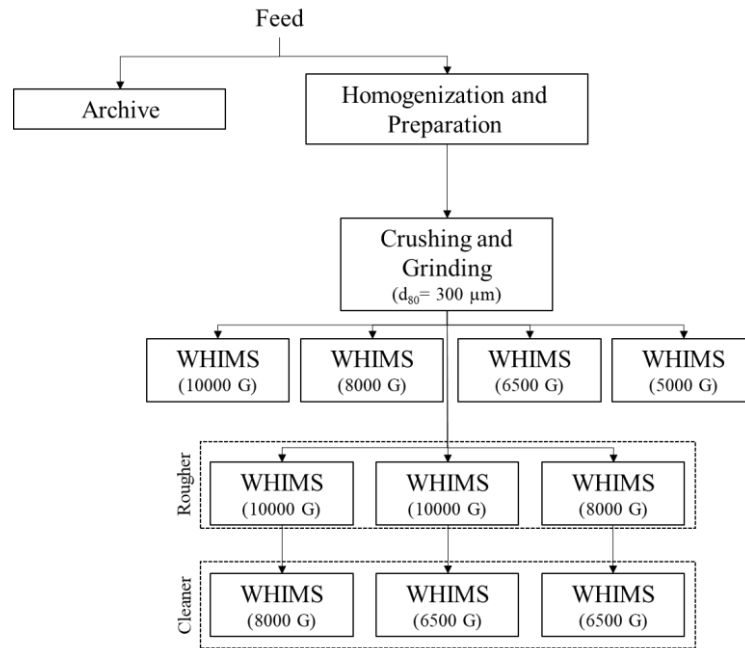 Feed
Archive
Homogenization and
Preparation
Crushing and
Grinding
(d₈₀= 300 µm)
WHIMS
(10000 G)
WHIMS
(8000 G)
WHIMS
(6500 G)
WHIMS
(5000 G)
Rougher
WHIMS
(10000 G)
WHIMS
(10000 G)
WHIMS
(8000 G)
Cleaner
WHIMS
(8000 G)
WHIMS
(6500 G)
WHIMS
(6500 G)